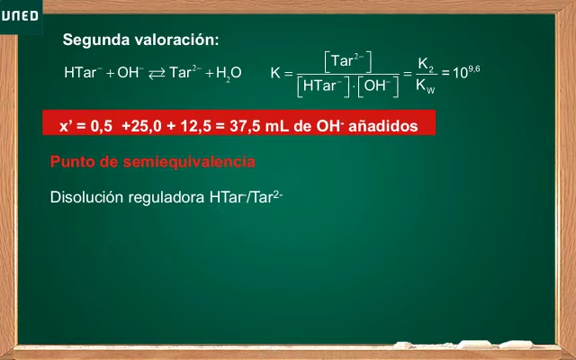 UNED
Segunda valoración:
HTar⁻ + OH⁻ ⇄ Tar²⁻ + H₂O K = [Tar²⁻] / [HTar⁻]·[OH⁻] = K₂ / K_W = 10^9,6
x' = 0,5 +25,0 + 12,5 = 37,5 mL de OH⁻ añadidos
Punto de semiequivalencia
Disolución reguladora HTar⁻/Tar²⁻